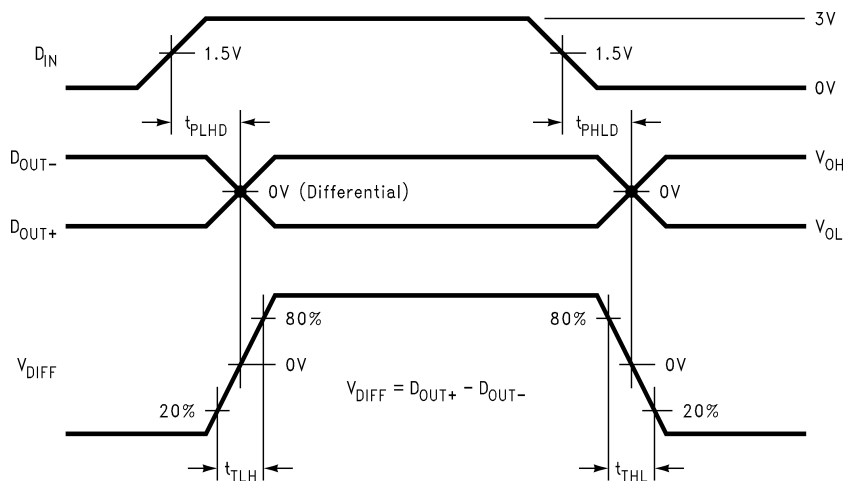 3V
D_IN 1.5V 1.5V
0V
t_PLHD t_PHLD
D_OUT- V_OH
0V (Differential) 0V
D_OUT+ V_OL
80% 80%
V_DIFF 0V 0V
V_DIFF = D_OUT+ - D_OUT-
20% 20%
t_TLH t_THL